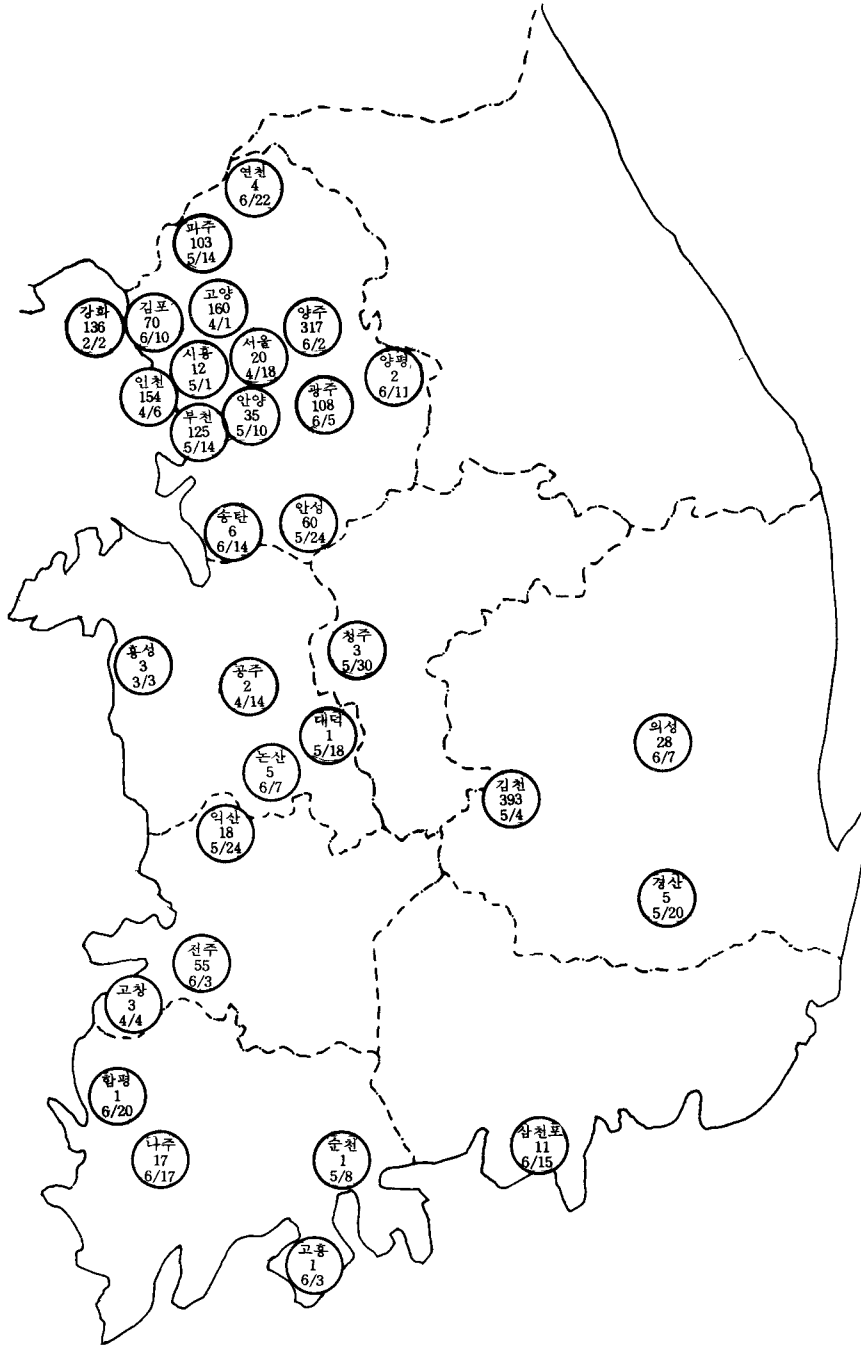 연천
4
6/22
파주
103
5/14
강화
136
2/2
김포
70
6/10
고양
160
4/1
양주
317
6/2
시흥
12
5/1
서울
20
4/18
양평
2
6/11
인천
154
4/6
부천
125
5/14
안양
35
5/10
광주
108
6/5
송탄
6
6/14
안성
60
5/24
홍성
3
3/3
공주
2
4/14
청주
3
5/30
대덕
1
5/18
논산
5
6/7
의성
28
6/7
김천
393
5/4
익산
18
5/24
경산
5
5/20
전주
55
6/3
고창
3
4/4
함평
1
6/20
나주
17
6/17
순천
1
5/8
삼천포
11
6/15
고흥
1
6/3